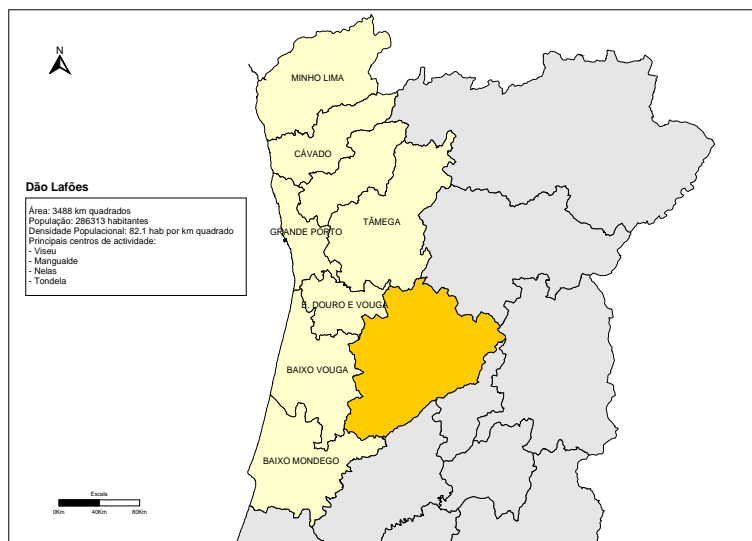 N
MINHO LIMA
CÁVADO
Dão Lafões
Área: 3488 km quadrados
População: 286313 habitantes
Densidade Populacional: 82.1 hab por km quadrado
Principais centros de actividade:
- Viseu
- Mangualde
- Nelas
- Tondela
GRANDE PORTO
TÂMEGA
E. DOURO E VOUGA
BAIXO VOUGA
BAIXO MONDEGO
Escala
0Km 40Km 80Km